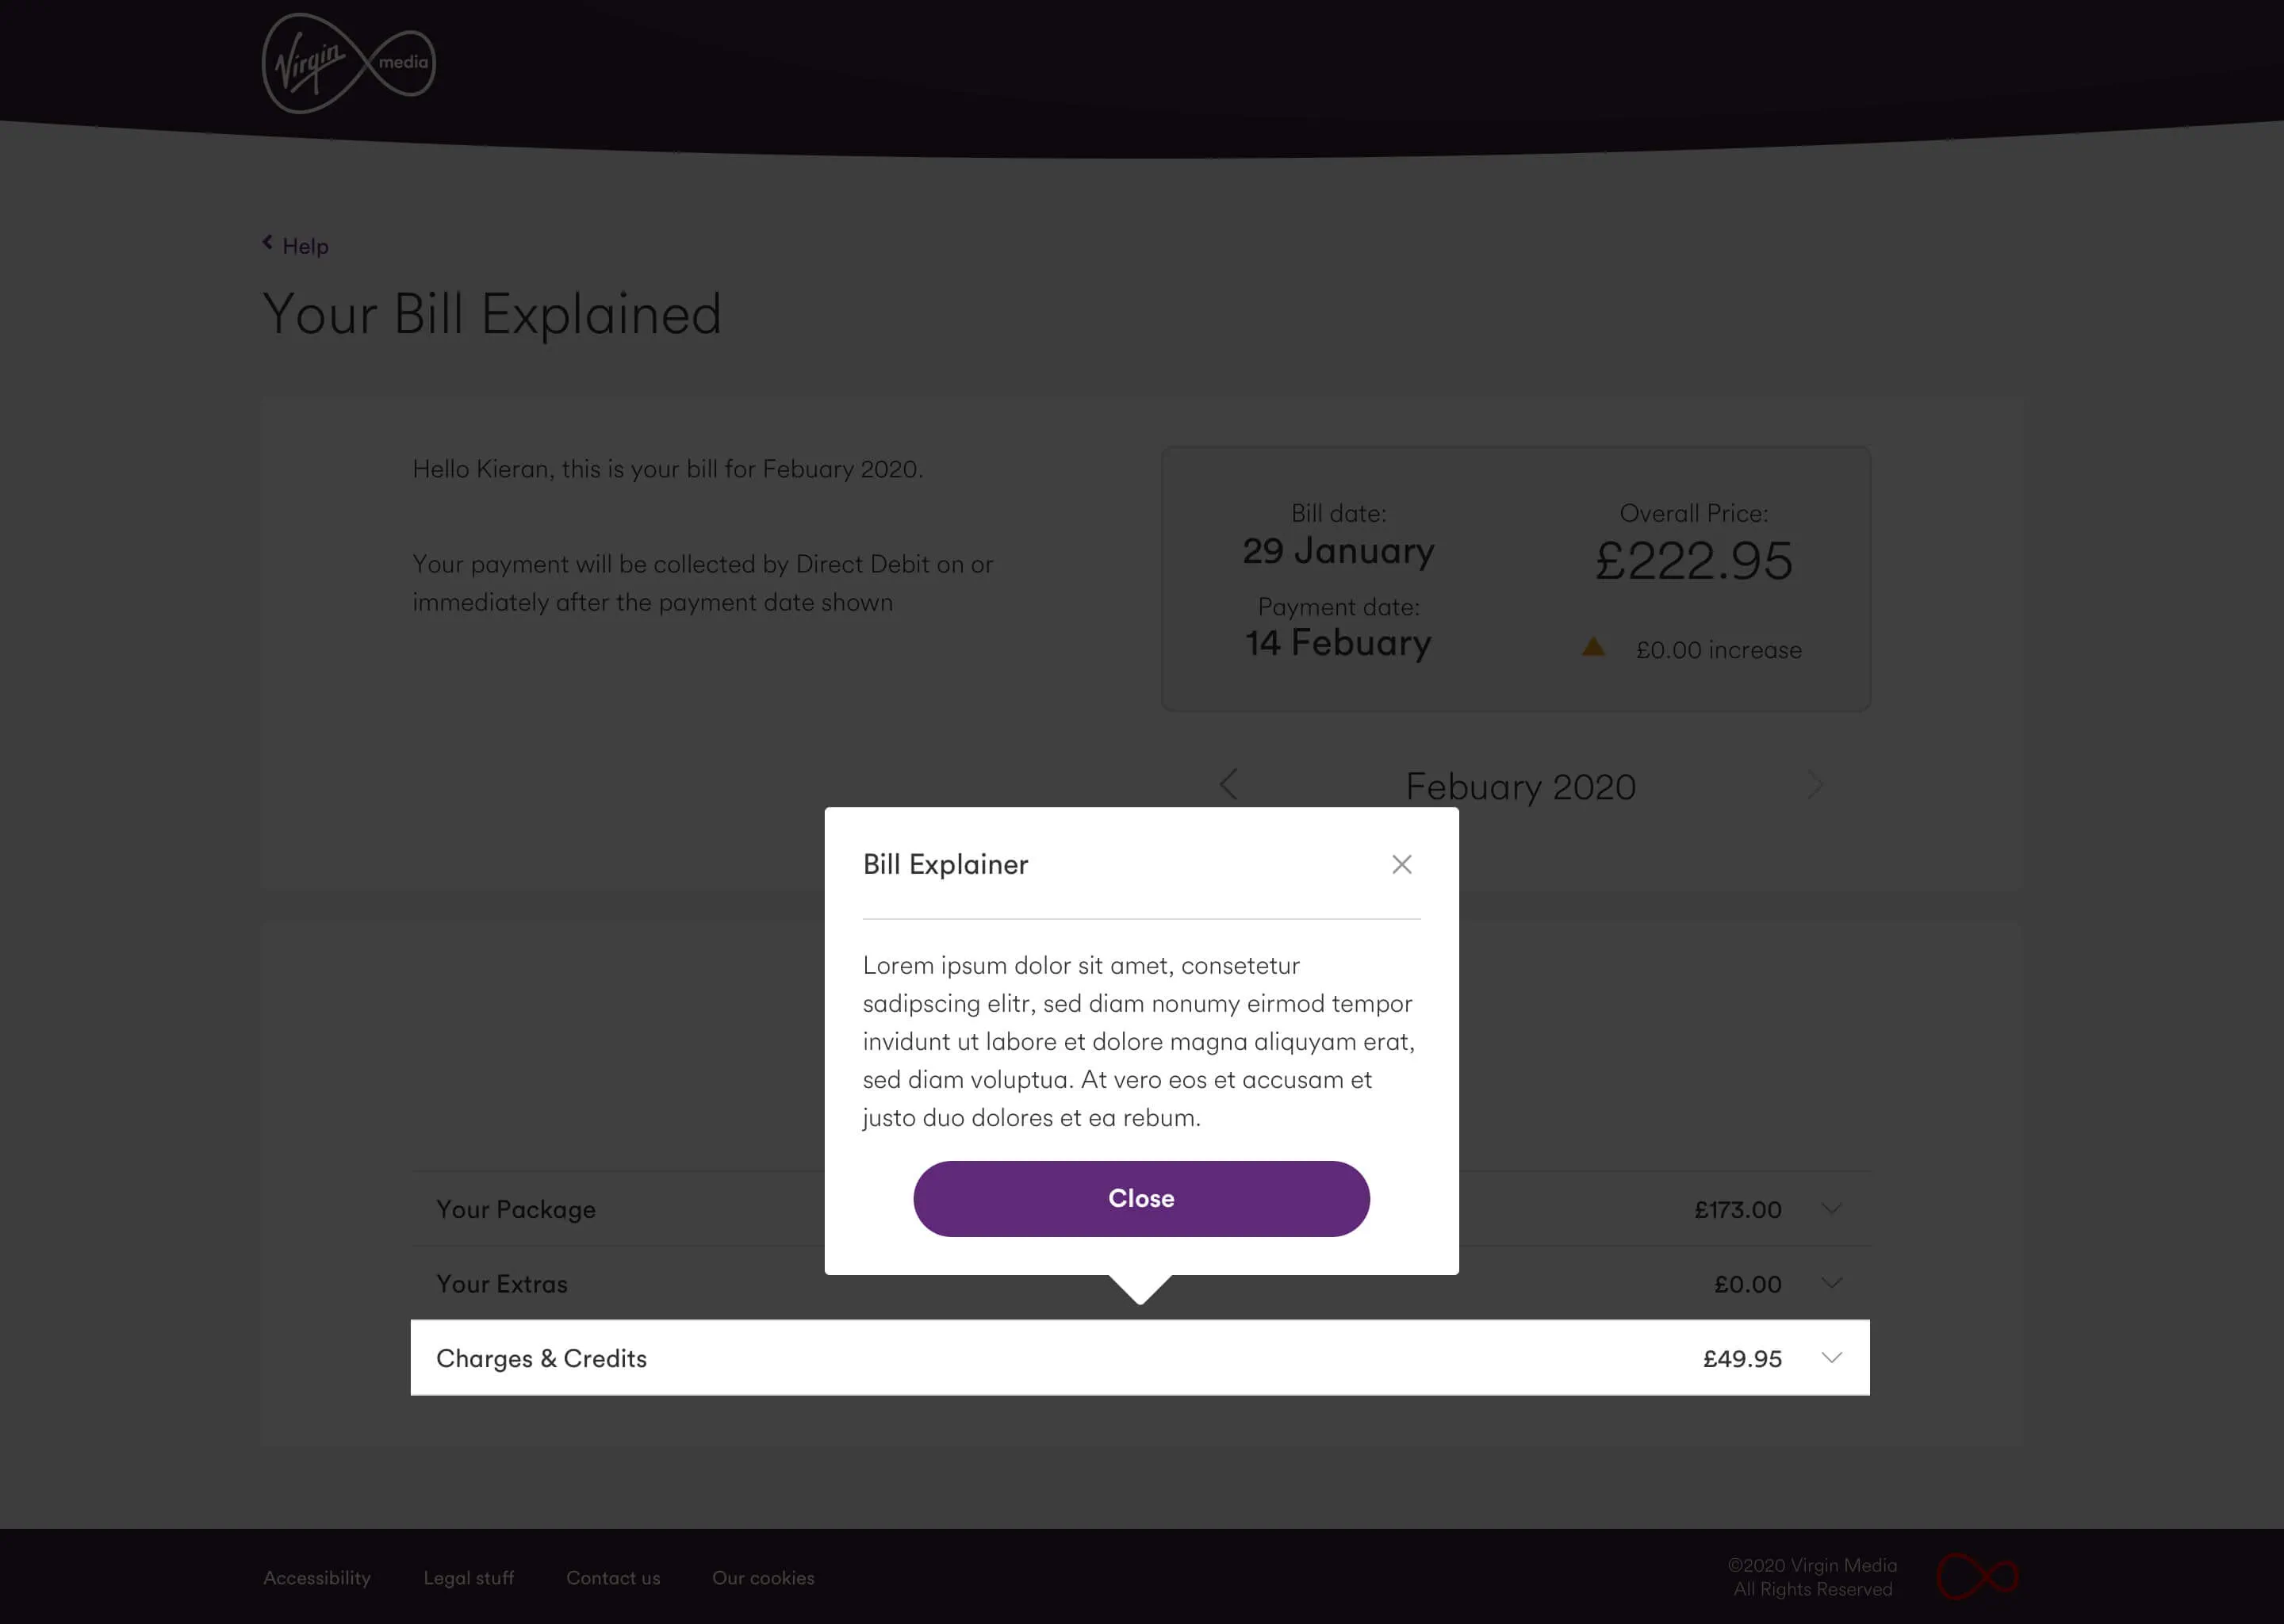 Virgin media
Help
Your Bill Explained
Hello Kieran, this is your bill for Febuary 2020.
Your payment will be collected by Direct Debit on or
immediately after the payment date shown
Bill date:
29 January
Payment date:
14 Febuary
Overall Price:
£222.95
£0.00 increase
Febuary 2020
Bill Explainer
Lorem ipsum dolor sit amet, consetetur
sadipscing elitr, sed diam nonumy eirmod tempor
invidunt ut labore et dolore magna aliquyam erat,
sed diam voluptua. At vero eos et accusam et
justo duo dolores et ea rebum.
Close
Your Package £173.00
Your Extras £0.00
Charges & Credits £49.95
Accessibility Legal stuff Contact us Our cookies
©2020 Virgin Media
All Rights Reserved